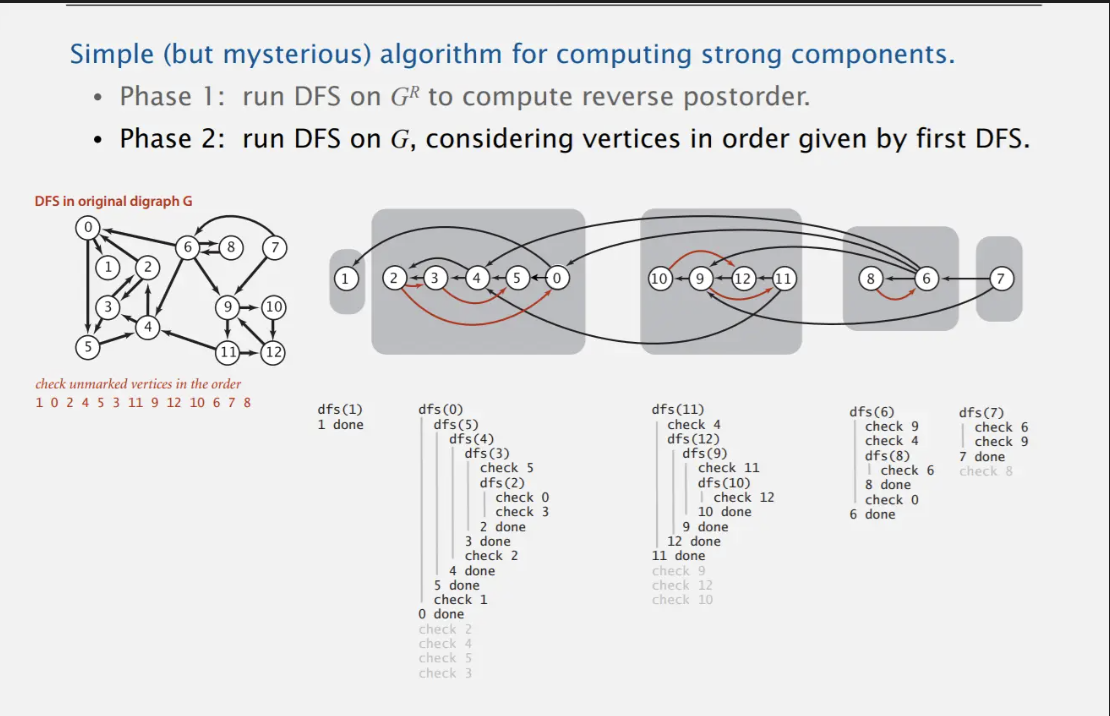 Simple (but mysterious) algorithm for computing strong components.
• Phase 1: run DFS on Gᴿ to compute reverse postorder.
• Phase 2: run DFS on G, considering vertices in order given by first DFS.
DFS in original digraph G
0
6
8
7
1
2
3
9
10
4
5
11
12
1
2
3
4
5
0
10
9
12
11
8
6
7
check unmarked vertices in the order
1 0 2 4 5 3 11 9 12 10 6 7 8
dfs(1)
1 done
dfs(0)
dfs(5)
dfs(4)
dfs(3)
check 5
dfs(2)
check 0
check 3
2 done
3 done
check 2
4 done
5 done
check 1
0 done
check 2
check 4
check 5
check 3
dfs(11)
check 4
dfs(12)
dfs(9)
check 11
dfs(10)
check 12
10 done
9 done
12 done
11 done
check 9
check 12
check 10
dfs(6)
check 9
check 4
dfs(8)
check 6
8 done
check 0
6 done
dfs(7)
check 6
check 9
7 done
check 8